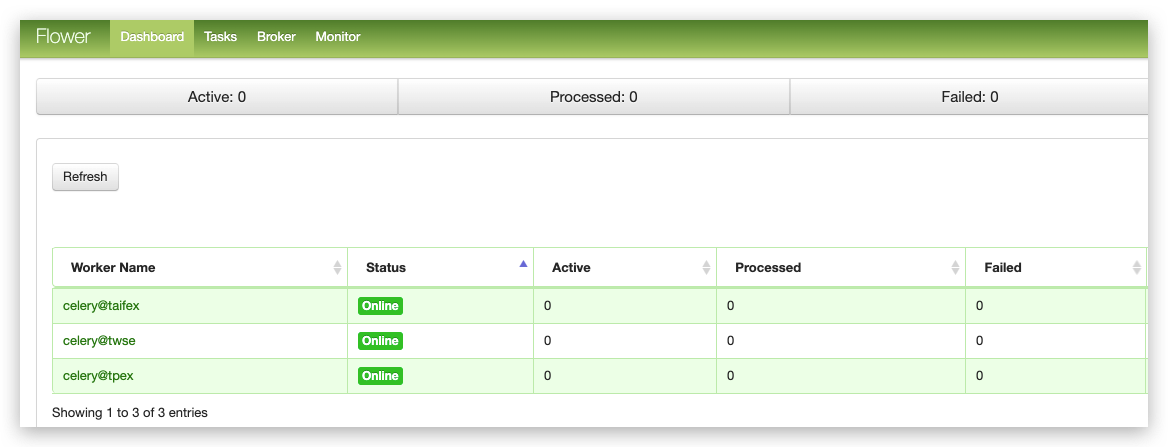 Flower Dashboard Tasks Broker Monitor
Active: 0 Processed: 0 Failed: 0
Refresh
Worker Name Status Active Processed Failed
celery@taifex Online 0 0 0
celery@twse Online 0 0 0
celery@tpex Online 0 0 0
Showing 1 to 3 of 3 entries